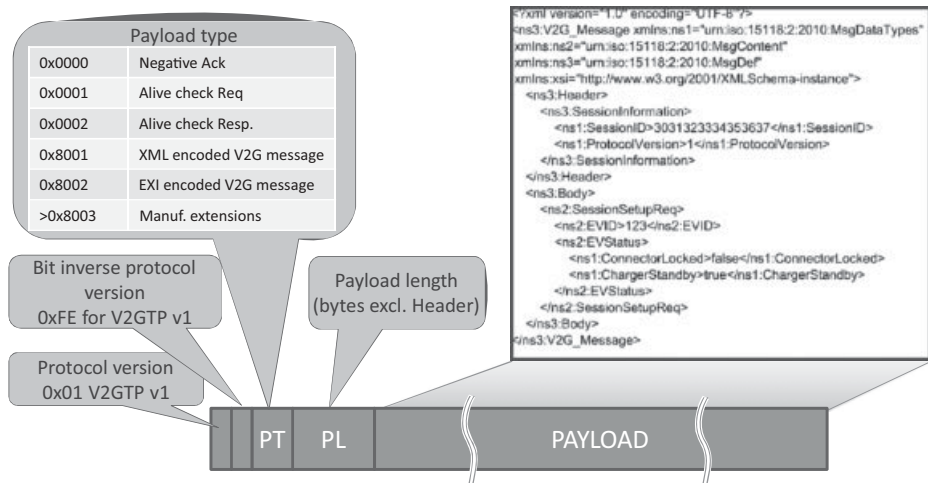 Payload type
0x0000 Negative Ack
0x0001 Alive check Req
0x0002 Alive check Resp.
0x8001 XML encoded V2G message
0x8002 EXI encoded V2G message
>0x8003 Manuf. extensions
Bit inverse protocol
version
0xFE for V2GTP v1
Payload length
(bytes excl. Header)
Protocol version
0x01 V2GTP v1
PT
PL
PAYLOAD
<?xml version="1.0" encoding="UTF-8"?>
<ns3:V2G_Message xmlns:ns1="urn:iso:15118:2:2010:MsgDataTypes"
xmlns:ns2="urn:iso:15118:2:2010:MsgContent"
xmlns:ns3="urn:iso:15118:2:2010:MsgDef"
xmlns:xsi="http://www.w3.org/2001/XMLSchema-instance">
<ns3:Header>
<ns3:SessionInformation>
<ns1:SessionID>3031323334353637</ns1:SessionID>
<ns1:ProtocolVersion>1</ns1:ProtocolVersion>
</ns3:SessionInformation>
</ns3:Header>
<ns3:Body>
<ns2:SessionSetupReq>
<ns2:EVID>123</ns2:EVID>
<ns2:EVStatus>
<ns1:ConnectorLocked>false</ns1:ConnectorLocked>
<ns1:ChargerStandby>true</ns1:ChargerStandby>
</ns2:EVStatus>
</ns2:SessionSetupReq>
</ns3:Body>
</ns3:V2G_Message>